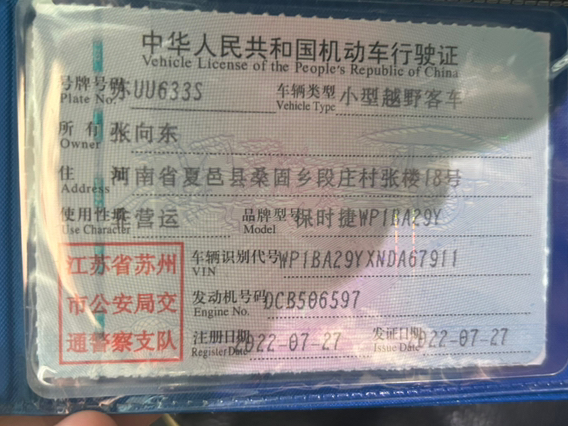 中华人民共和国机动车行驶证
Vehicle License of the People's Republic of China
号牌号码 苏UU633S 车辆类型 小型越野客车
Plate No. Vehicle Type
所有人 张向东
Owner
住 河南省夏邑县桑固乡段庄村张楼18号
Address
使用性质 非营运 品牌型号 保时捷WP1BA29Y
Use Character Model
江苏省苏州
市公安局交
通警察支队
车辆识别代号 WP1BA29YXNDA67911
VIN
发动机号码 DCB506597
Engine No.
注册日期 2022-07-27 发证日期 2022-07-27
Register Date Issue Date